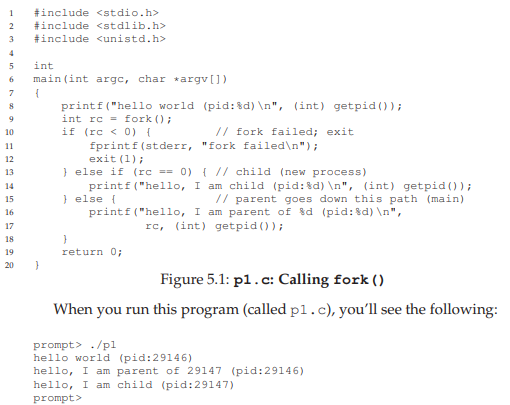 1 #include <stdio.h>
2 #include <stdlib.h>
3 #include <unistd.h>
4
5 int
6 main(int argc, char *argv[])
7 {
8     printf("hello world (pid:%d)\n", (int) getpid());
9     int rc = fork();
10     if (rc < 0) {         // fork failed; exit
11         fprintf(stderr, "fork failed\n");
12         exit(1);
13     } else if (rc == 0) { // child (new process)
14         printf("hello, I am child (pid:%d)\n", (int) getpid());
15     } else {              // parent goes down this path (main)
16         printf("hello, I am parent of %d (pid:%d)\n",
17                 rc, (int) getpid());
18     }
19     return 0;
20 }
Figure 5.1: p1.c: Calling fork()
When you run this program (called p1.c), you'll see the following:
prompt> ./p1
hello world (pid:29146)
hello, I am parent of 29147 (pid:29146)
hello, I am child (pid:29147)
prompt>